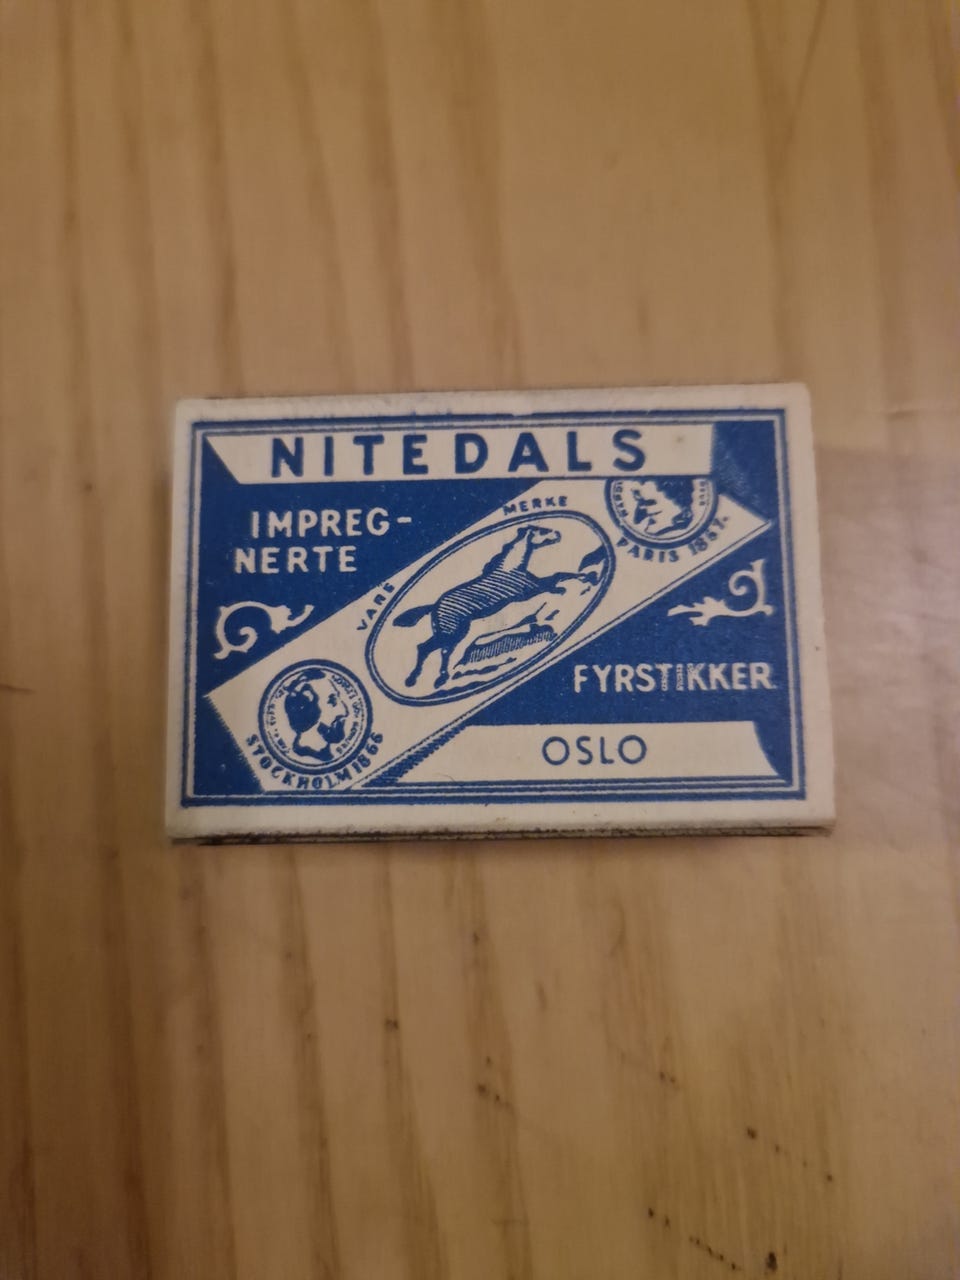 NITEDALS
IMPREG-
NERTE
VARE
MERKE
PARIS 1867.
STOCKHOLM 1866
FYRSTIKKER
OSLO